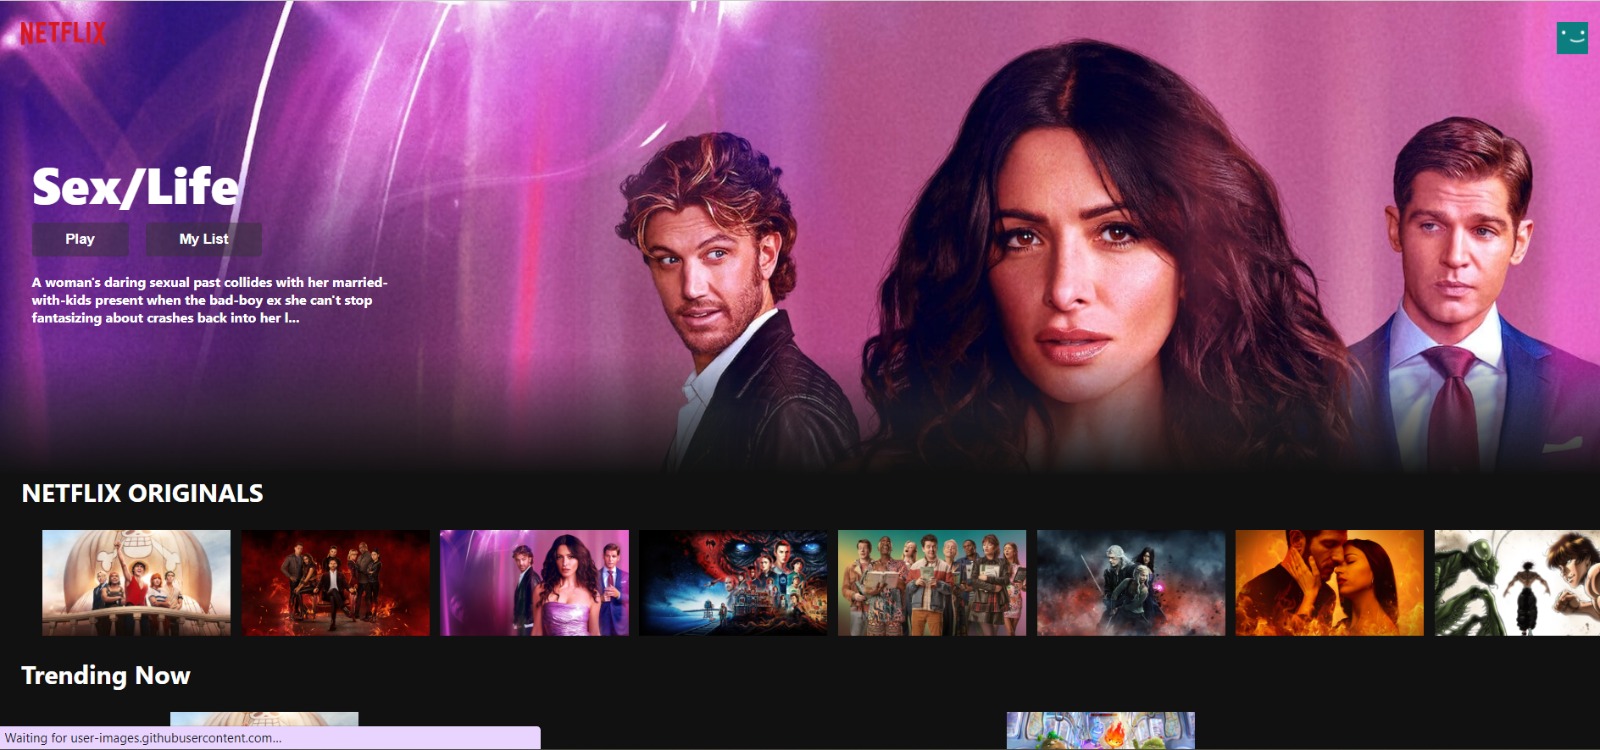 NETFLIX
Sex/Life
Play
My List
A woman's daring sexual past collides with her married-
with-kids present when the bad-boy ex she can't stop
fantasizing about crashes back into her l...
NETFLIX ORIGINALS
Trending Now
Waiting for user-images.githubusercontent.com...